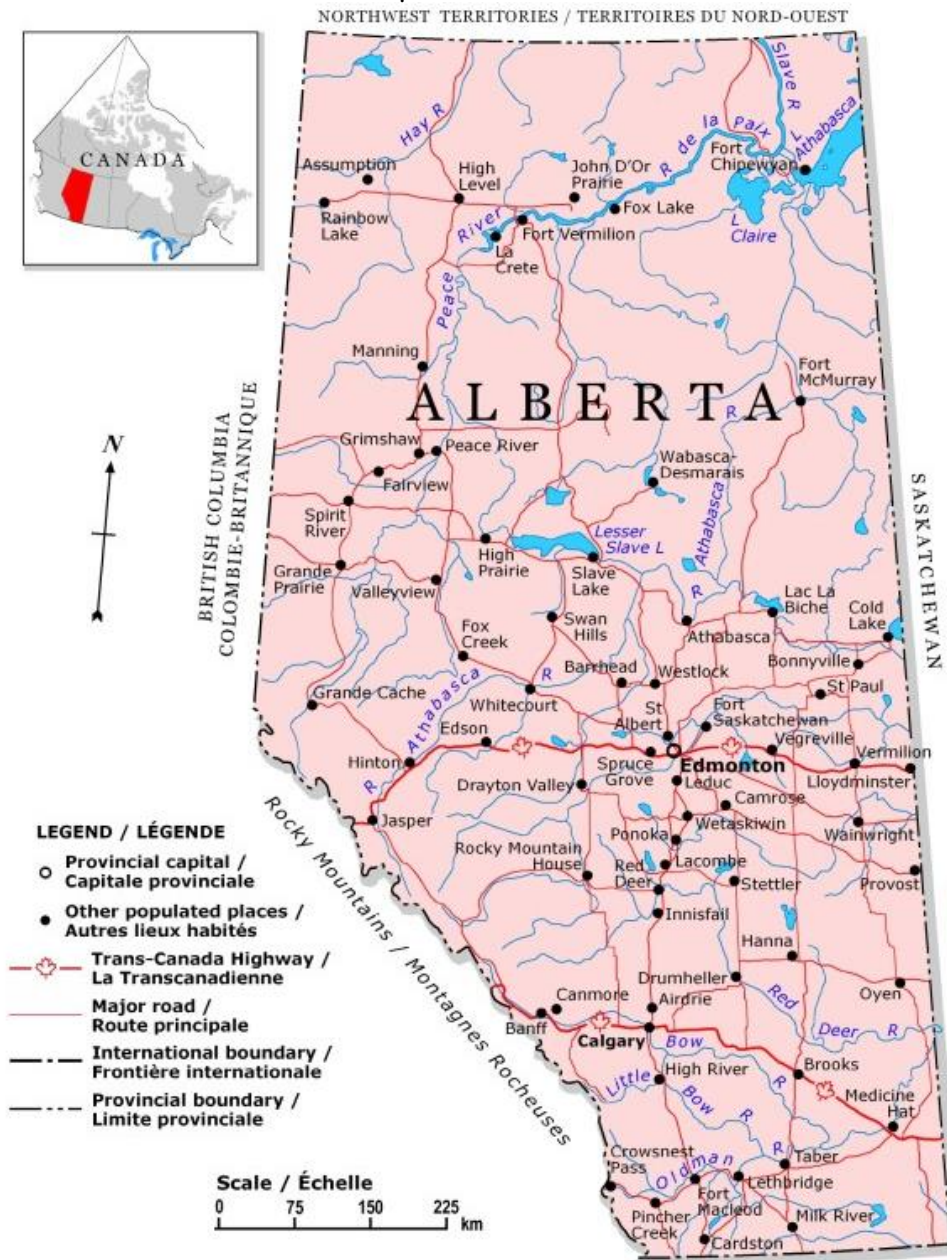 NORTHWEST TERRITORIES / TERRITOIRES DU NORD-OUEST
CANADA
Hay R
Slave R
L Athabasca
R de la Paix
Assumption
High
Level
John D'Or
Prairie
Fort
Chipewyan
Rainbow
Lake
River
Fort Vermilion
Fox Lake
L
Claire
La
Crete
Peace
Manning
Fort
McMurray
ALBERTA
R
N
BRITISH COLUMBIA
COLOMBIE-BRITANNIQUE
SASKATCHEWAN
Grimshaw
Peace River
Wabasca-
Desmarais
Fairview
Athabasca
Spirit
River
Lesser
Slave L
High
Prairie
Slave
Lake
Grande
Prairie
Valleyview
R
Lac La
Biche
Cold
Lake
Fox
Creek
Swan
Hills
Athabasca
Barrhead
Westlock
Bonnyville
Athabasca
R
St Paul
Grande Cache
Whitecourt
St
Albert
Fort
Saskatchewan
Edson
Vegreville
Vermilion
Hinton
Spruce
Grove
Edmonton
Lloydminster
R
Drayton Valley
Leduc
Camrose
Jasper
Wetaskiwin
Wainwright
Ponoka
Rocky Mountain
House
Lacombe
Red
Deer
Stettler
Provost
Innisfail
Rocky Mountains / Montagnes Rocheuses
Hanna
Drumheller
Red
Deer R
Oyen
Canmore
Airdrie
Banff
Calgary
Bow
R
Brooks
Little
Bow
R
High River
Medicine
Hat
Crowsnest
Pass
Oldman
R
Taber
Lethbridge
Fort
Macleod
Pincher
Creek
Milk River
Cardston
LEGEND / LÉGENDE
Provincial capital /
Capitale provinciale
Other populated places /
Autres lieux habités
Trans-Canada Highway /
La Transcanadienne
Major road /
Route principale
International boundary /
Frontière internationale
Provincial boundary /
Limite provinciale
Scale / Échelle
0 75 150 225
km